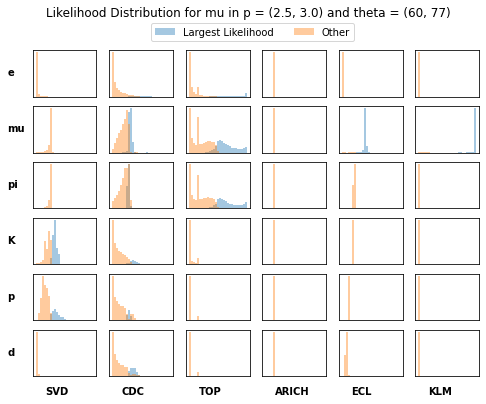 Likelihood Distribution for mu in p = (2.5, 3.0) and theta = (60, 77)
Largest Likelihood Other
e
mu
pi
K
p
d
SVD CDC TOP ARICH ECL KLM